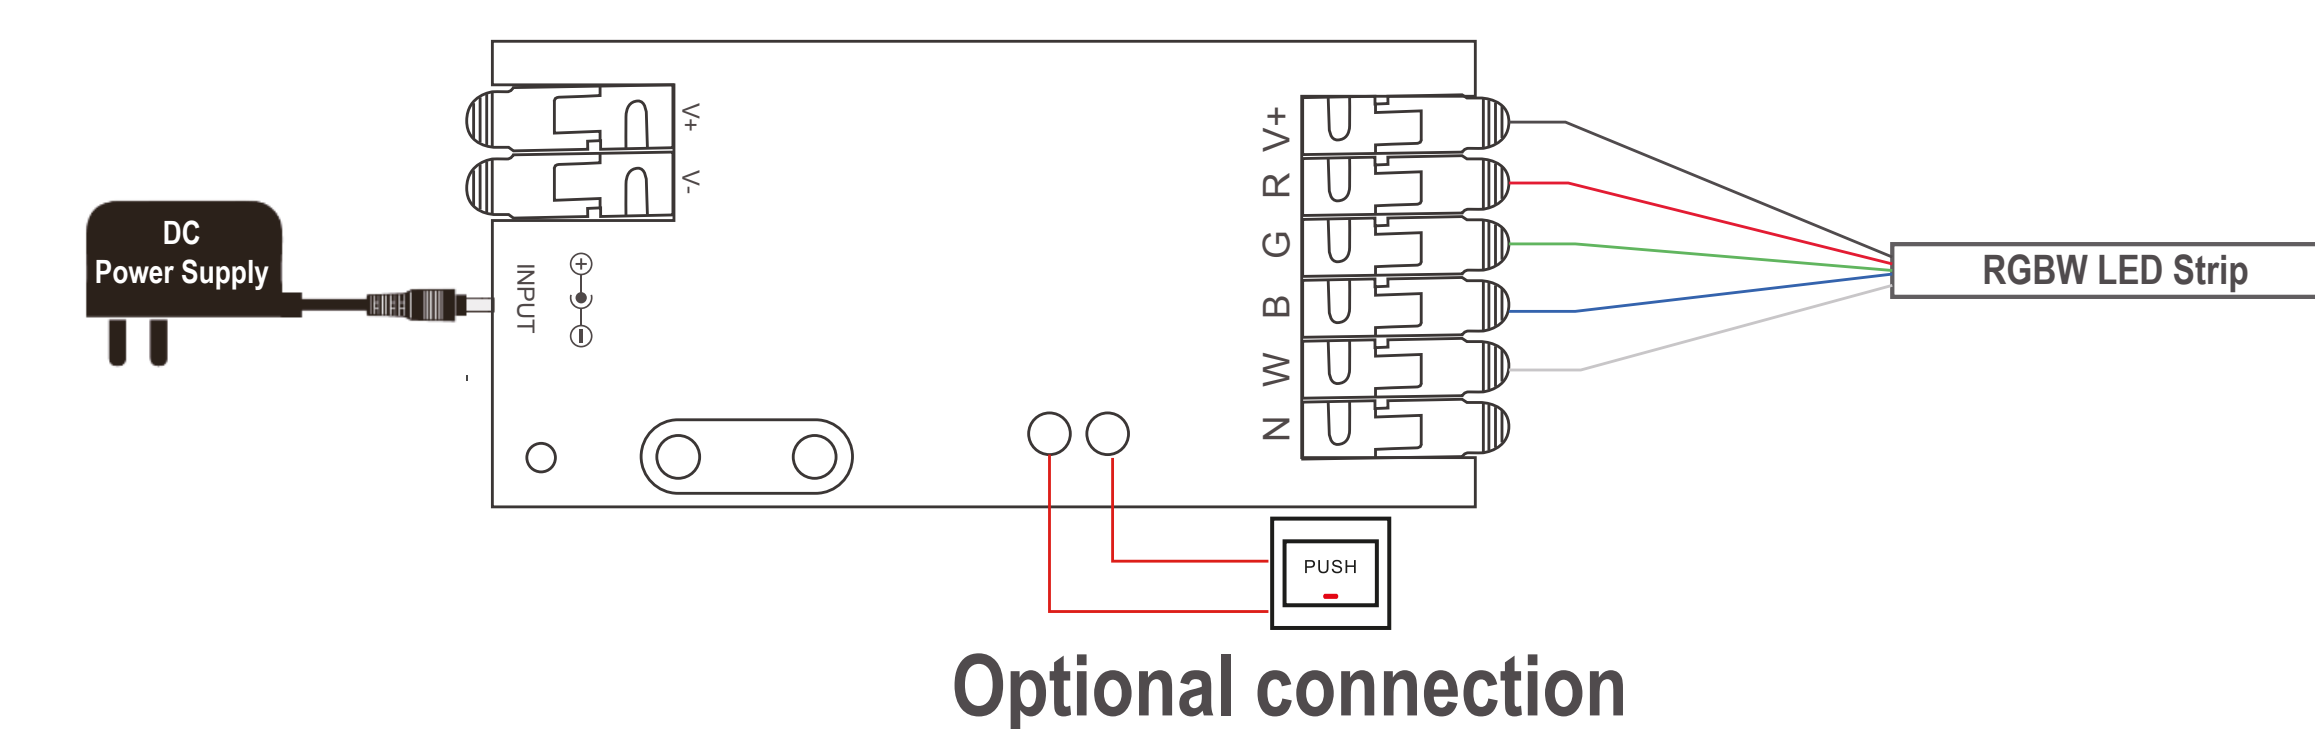 V+
V-
DC
Power Supply
INPUT
V+
R
G
B
W
N
RGBW LED Strip
PUSH
Optional connection